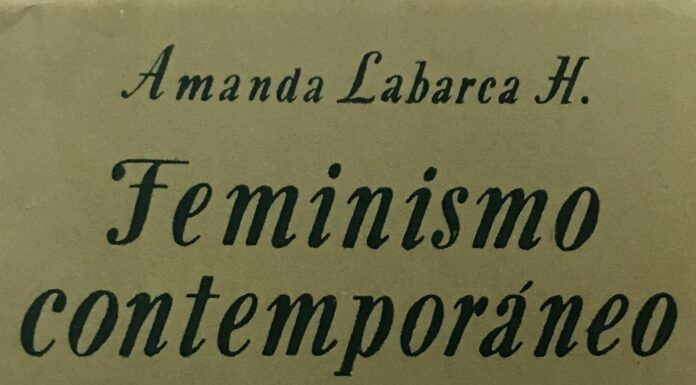 Amanda Labarca H.
Feminismo
contemporáneo